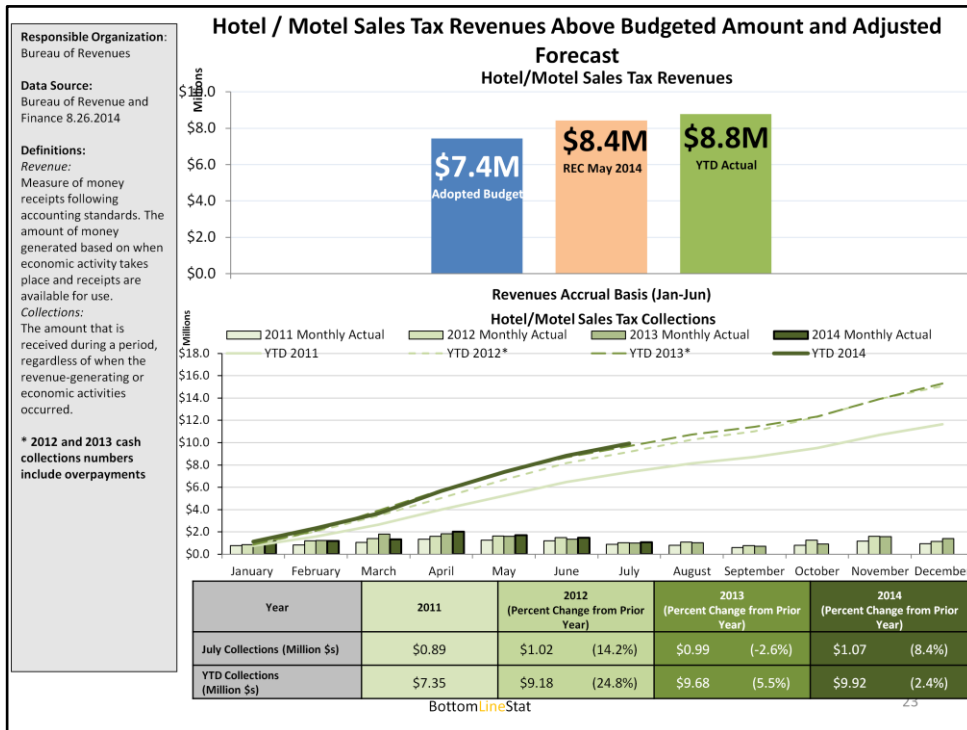 Hotel / Motel Sales Tax Revenues Above Budgeted Amount and Adjusted
Forecast
Responsible Organization:
Bureau of Revenues
Data Source:
Bureau of Revenue and
Finance 8.26.2014
Definitions:
Revenue:
Measure of money
receipts following
accounting standards. The
amount of money
generated based on when
economic activity takes
place and receipts are
available for use.
Collections:
The amount that is
received during a period,
regardless of when the
revenue-generating or
economic activities
occurred.
* 2012 and 2013 cash
collections numbers
include overpayments
Hotel/Motel Sales Tax Revenues
Millions
$10.0
$8.0
$6.0
$4.0
$2.0
$0.0
$7.4M
Adopted Budget
$8.4M
REC May 2014
$8.8M
YTD Actual
Revenues Accrual Basis (Jan-Jun)
Hotel/Motel Sales Tax Collections
Millions
2011 Monthly Actual 2012 Monthly Actual 2013 Monthly Actual 2014 Monthly Actual
YTD 2011 YTD 2012* YTD 2013* YTD 2014
$18.0
$16.0
$14.0
$12.0
$10.0
$8.0
$6.0
$4.0
$2.0
$0.0
January February March April May June July August September October November December
Year 2011 2012 (Percent Change from Prior Year) 2013 (Percent Change from Prior Year) 2014 (Percent Change from Prior Year)
July Collections (Million $s) $0.89 $1.02 (14.2%) $0.99 (-2.6%) $1.07 (8.4%)
YTD Collections (Million $s) $7.35 $9.18 (24.8%) $9.68 (5.5%) $9.92 (2.4%)
BottomLineStat
23